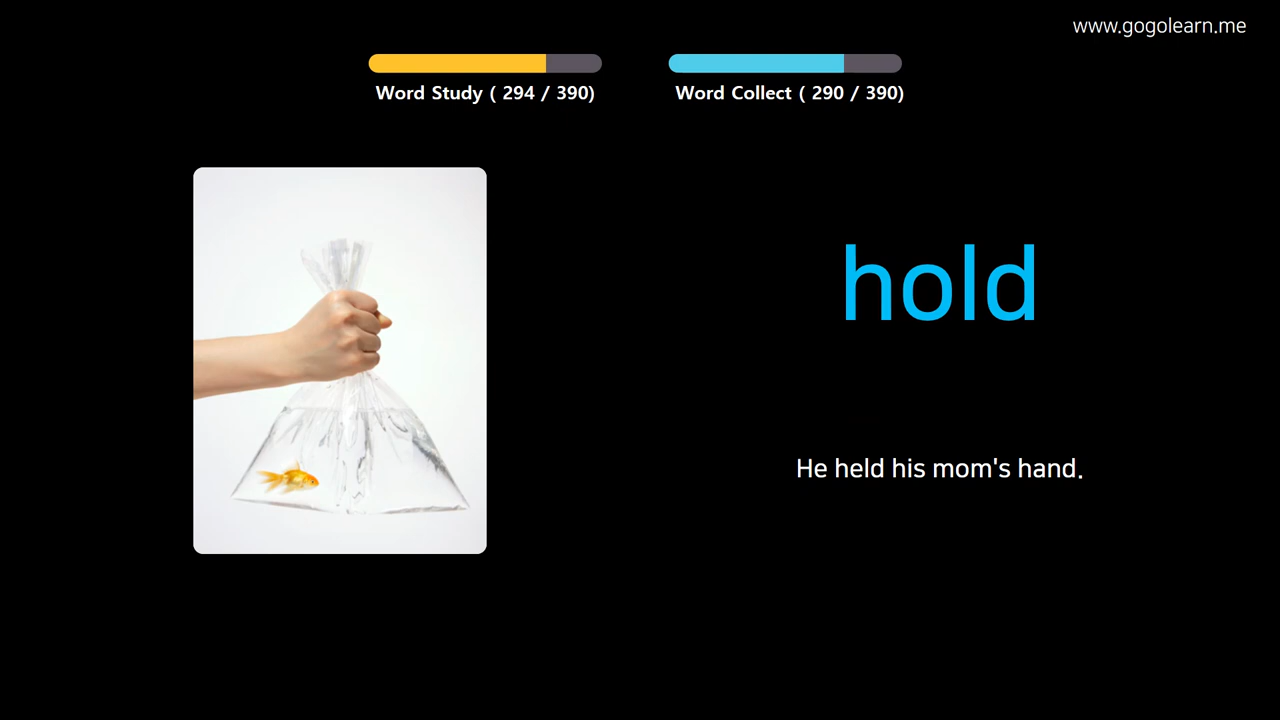 www.gogolearn.me
Word Study ( 294 / 390)
Word Collect ( 290 / 390)
hold
He held his mom's hand.